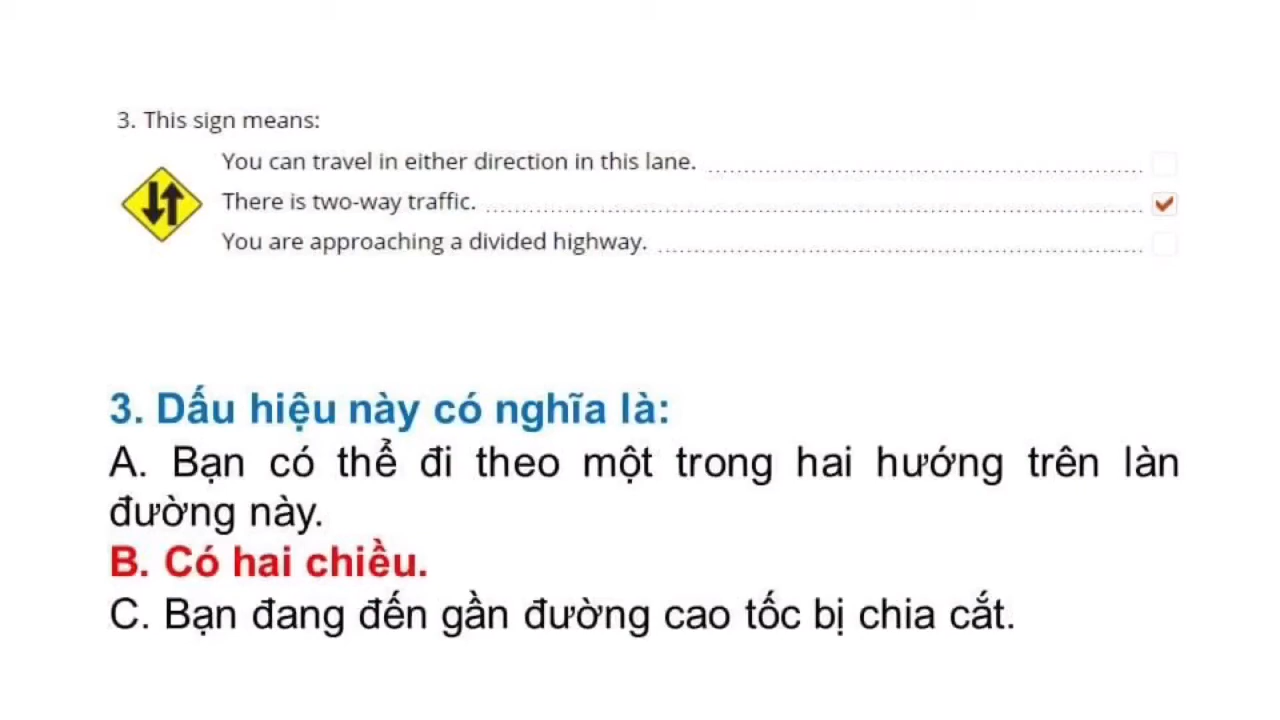 3. This sign means:
You can travel in either direction in this lane.
There is two-way traffic.
You are approaching a divided highway.
3. Dấu hiệu này có nghĩa là:
A. Bạn có thể đi theo một trong hai hướng trên làn
đường này.
B. Có hai chiều.
C. Bạn đang đến gần đường cao tốc bị chia cắt.